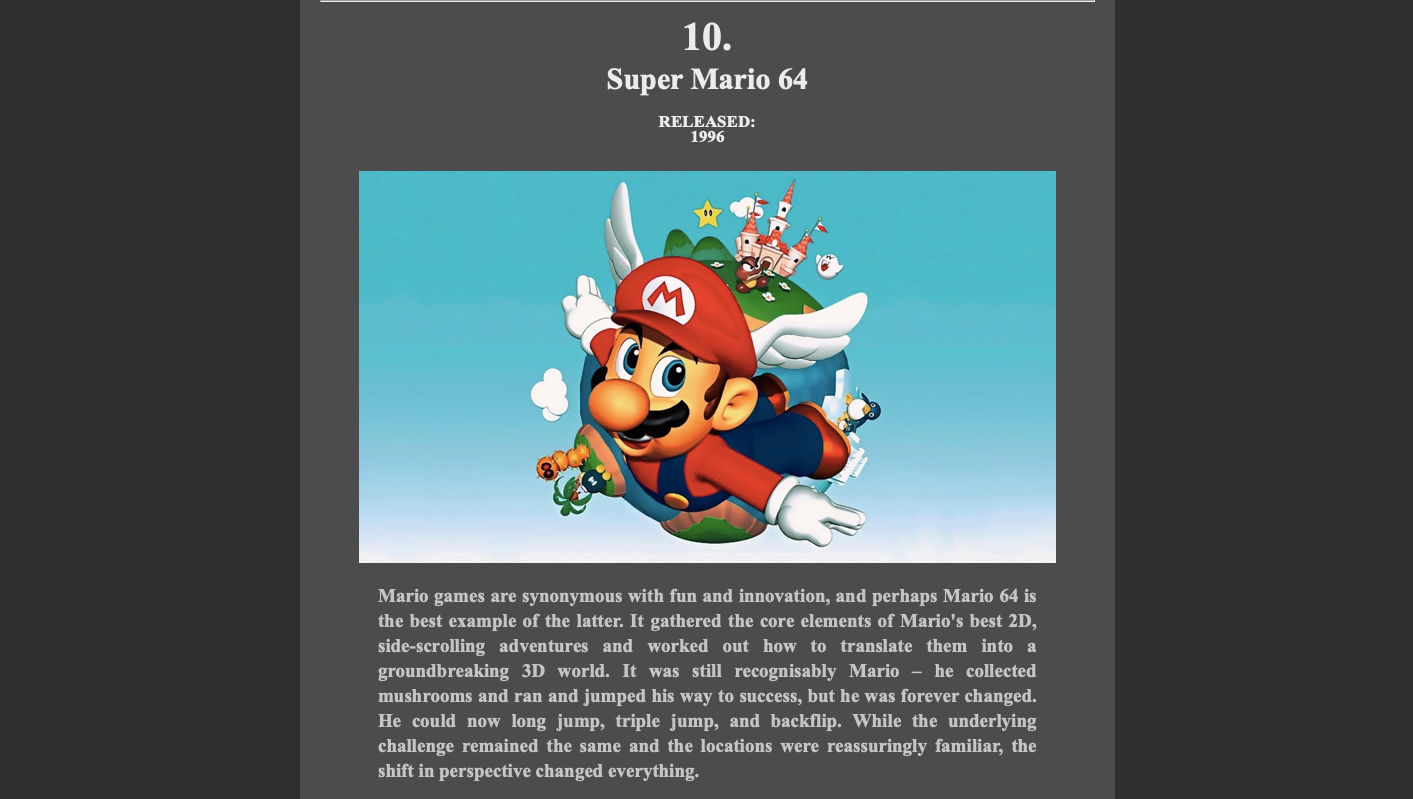 10.
Super Mario 64
RELEASED:
1996
M
8
Mario games are synonymous with fun and innovation, and perhaps Mario 64 is
the best example of the latter. It gathered the core elements of Mario's best 2D,
side-scrolling adventures and worked out how to translate them into a
groundbreaking 3D world. It was still recognisably Mario – he collected
mushrooms and ran and jumped his way to success, but he was forever changed.
He could now long jump, triple jump, and backflip. While the underlying
challenge remained the same and the locations were reassuringly familiar, the
shift in perspective changed everything.